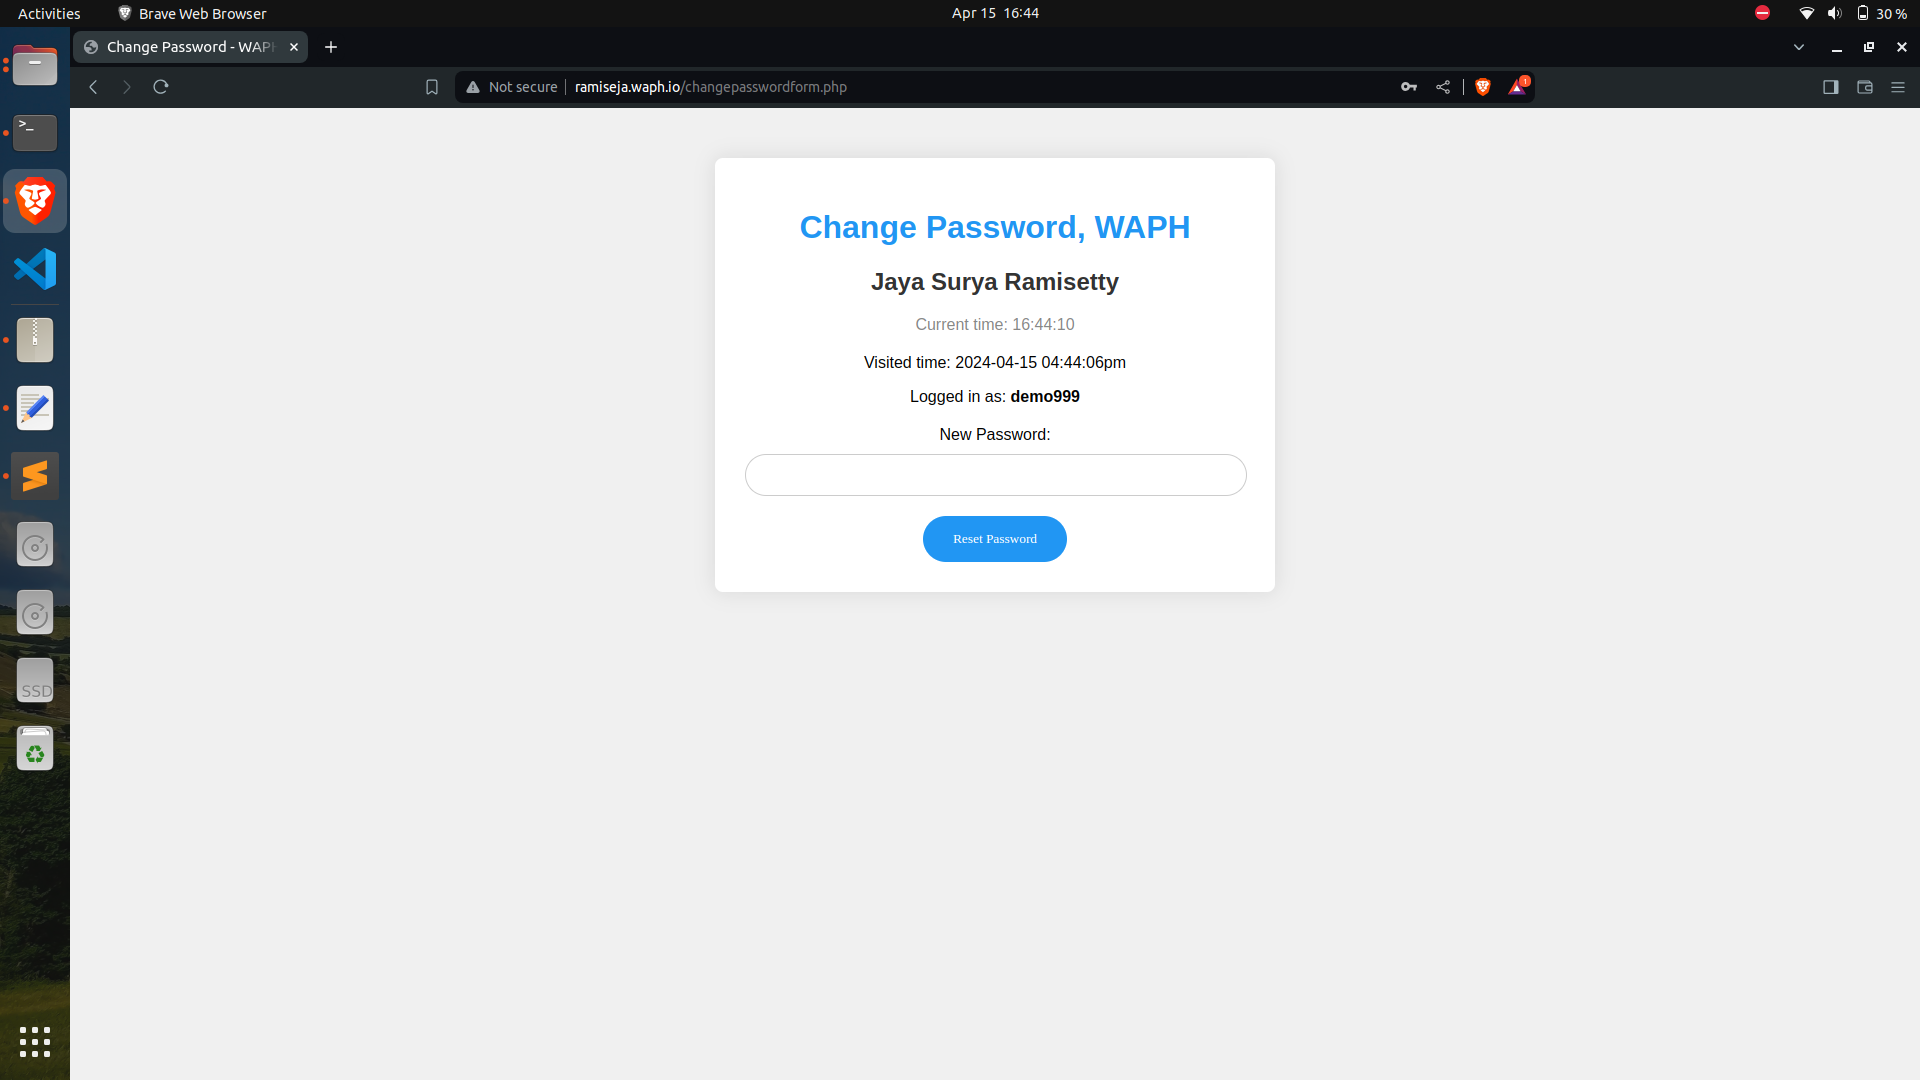 Activities
Brave Web Browser
Apr 15 16:44
30 %
Change Password - WAPH
Not secure
ramiseja.waph.io/changepasswordform.php
1
>_
SSD
Change Password, WAPH
Jaya Surya Ramisetty
Current time: 16:44:10
Visited time: 2024-04-15 04:44:06pm
Logged in as: demo999
New Password:
Reset Password